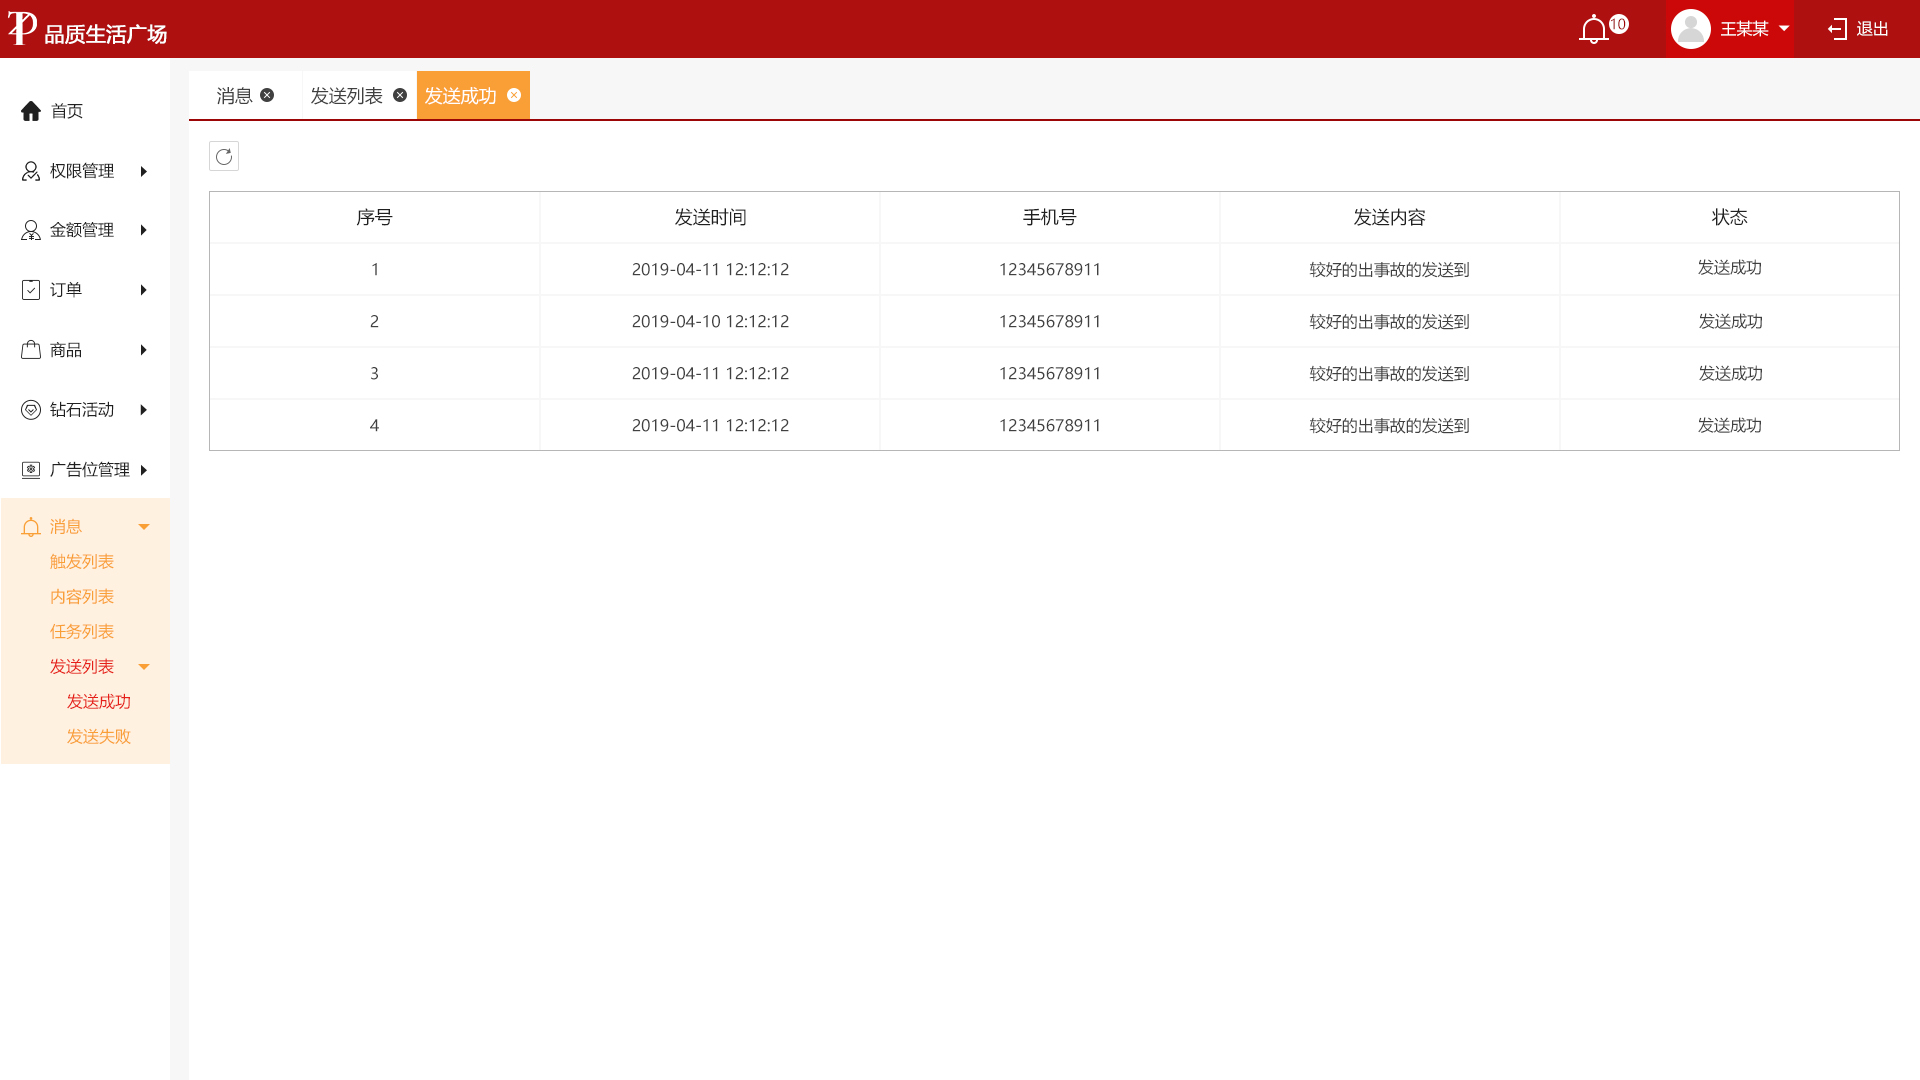 品质生活广场
10
王某某
退出
首页
权限管理
金额管理
订单
商品
钻石活动
广告位管理
消息
触发列表
内容列表
任务列表
发送列表
发送成功
发送失败
消息 发送列表 发送成功
序号 发送时间 手机号 发送内容 状态
1 2019-04-11 12:12:12 12345678911 较好的出事故的发送到 发送成功
2 2019-04-10 12:12:12 12345678911 较好的出事故的发送到 发送成功
3 2019-04-11 12:12:12 12345678911 较好的出事故的发送到 发送成功
4 2019-04-11 12:12:12 12345678911 较好的出事故的发送到 发送成功